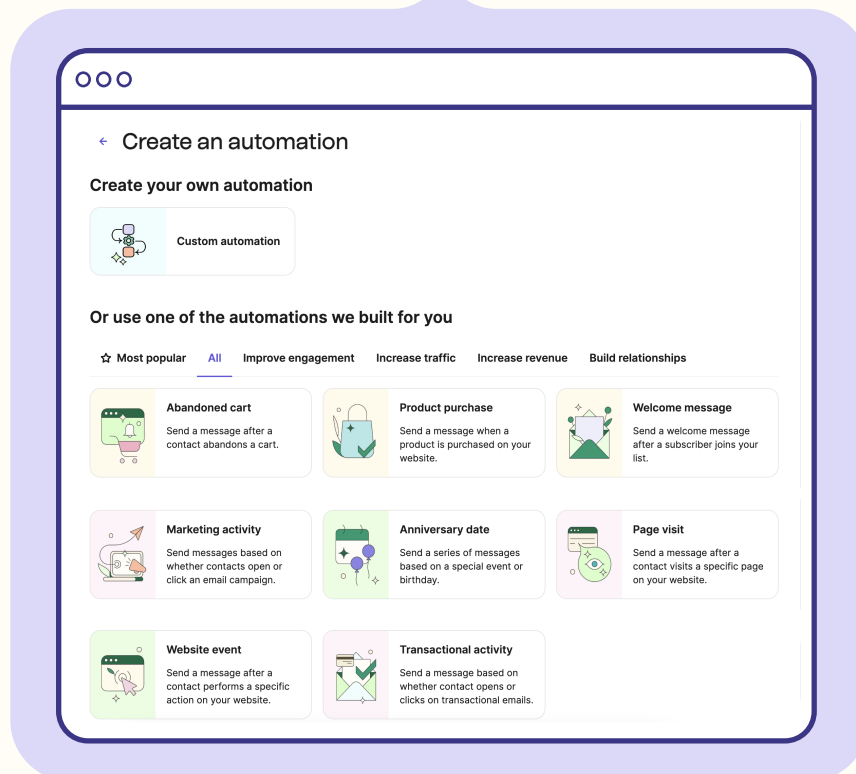 Create an automation
Create your own automation
Custom automation
Or use one of the automations we built for you
Most popular
All
Improve engagement
Increase traffic
Increase revenue
Build relationships
Abandoned cart
Send a message after a
contact abandons a cart.
Product purchase
Send a message when a
product is purchased on your
website.
Welcome message
Send a welcome message
after a subscriber joins your
list.
Marketing activity
Send messages based on
whether contacts open or
click an email campaign.
Anniversary date
Send a series of messages
based on a special event or
birthday.
Page visit
Send a message after a
contact visits a specific page
on your website.
Website event
Send a message after a
contact performs a specific
action on your website.
Transactional activity
Send a message based on
whether contact opens or
clicks on transactional emails.